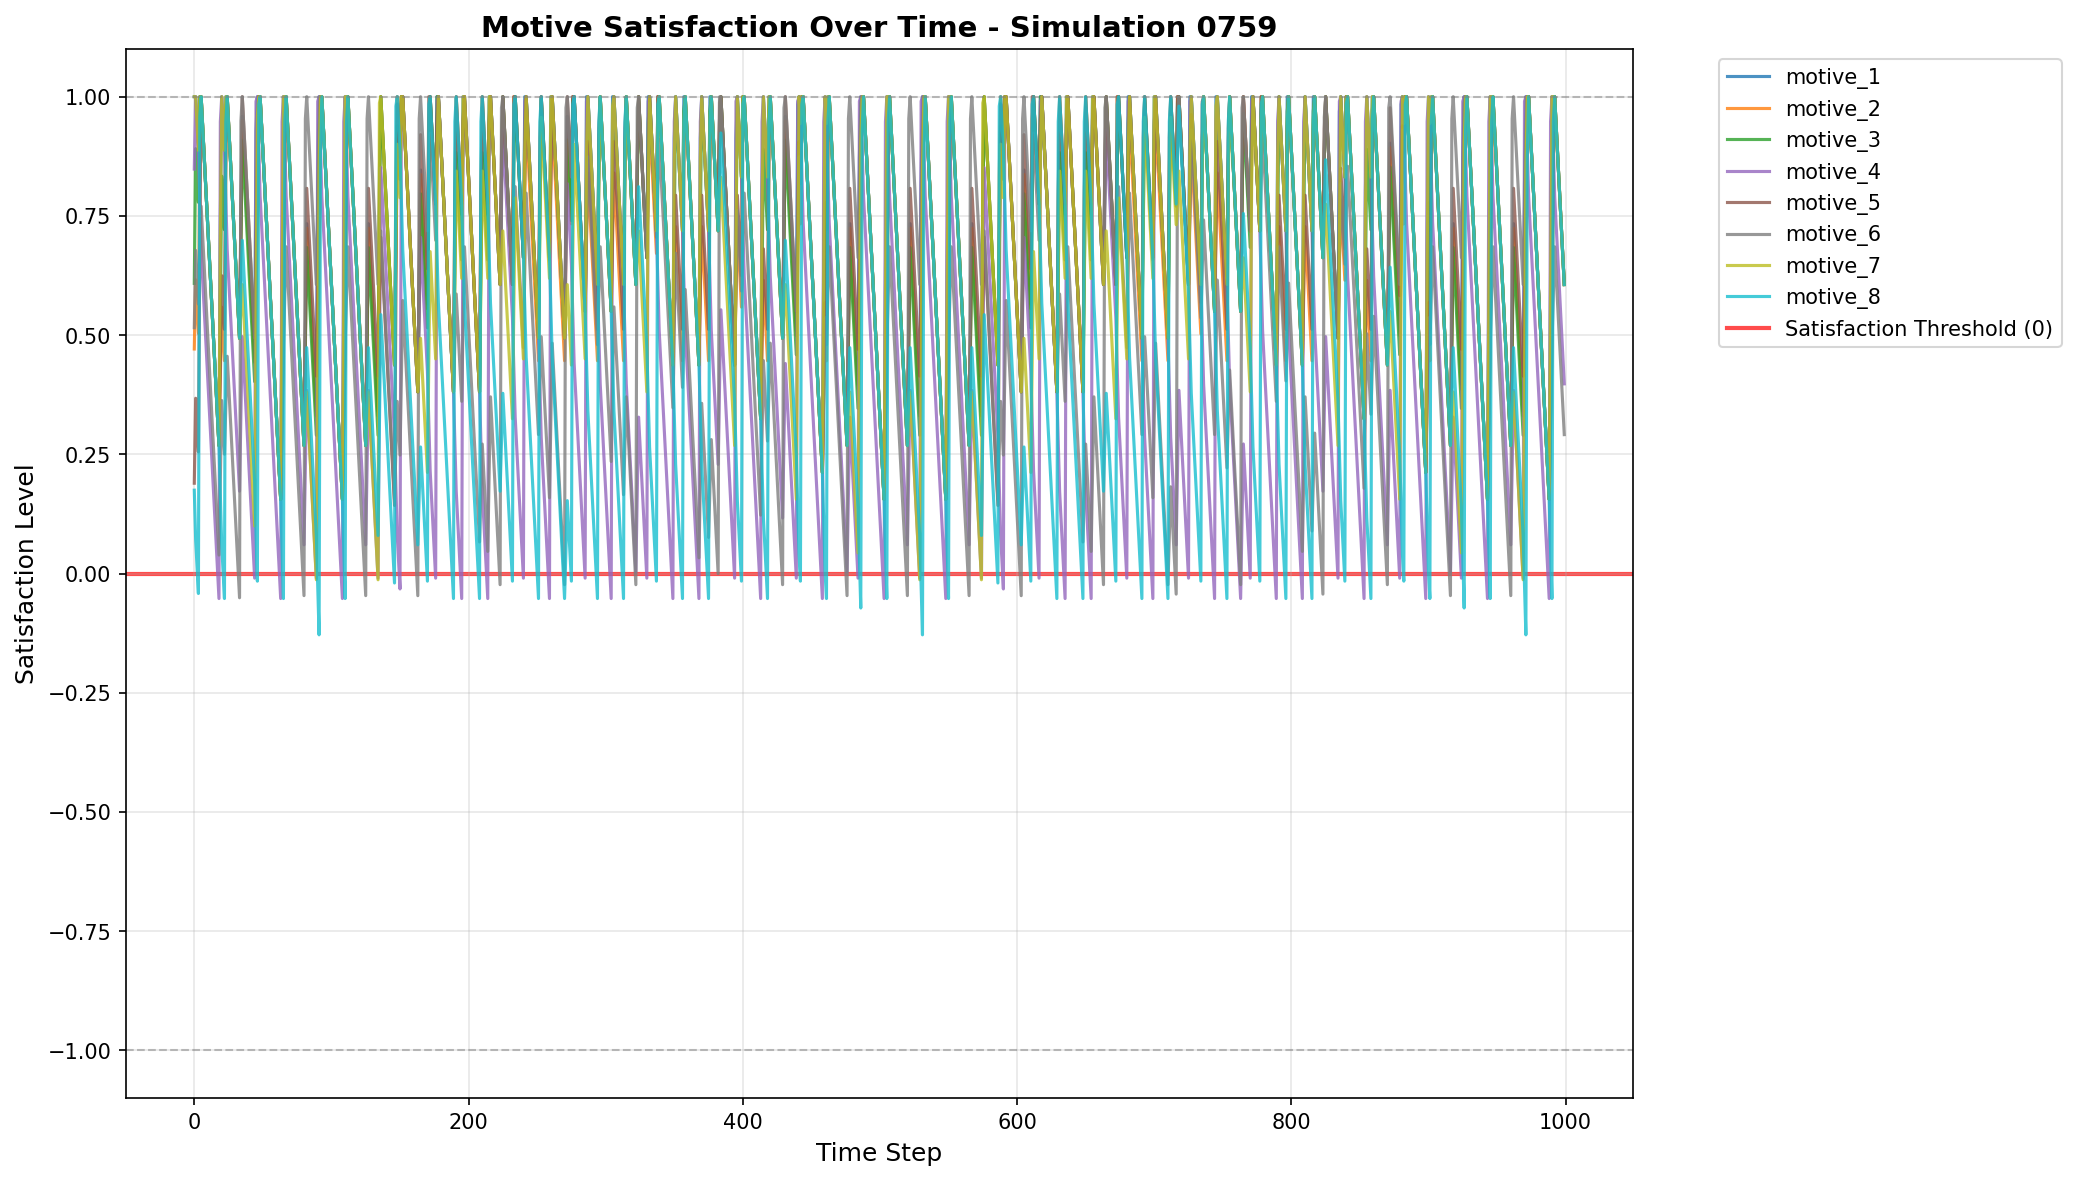 Motive Satisfaction Over Time - Simulation 0759
Satisfaction Level
1.00
0.75
0.50
0.25
0.00
−0.25
−0.50
−0.75
−1.00
0
200
400
600
800
1000
Time Step
motive_1
motive_2
motive_3
motive_4
motive_5
motive_6
motive_7
motive_8
Satisfaction Threshold (0)